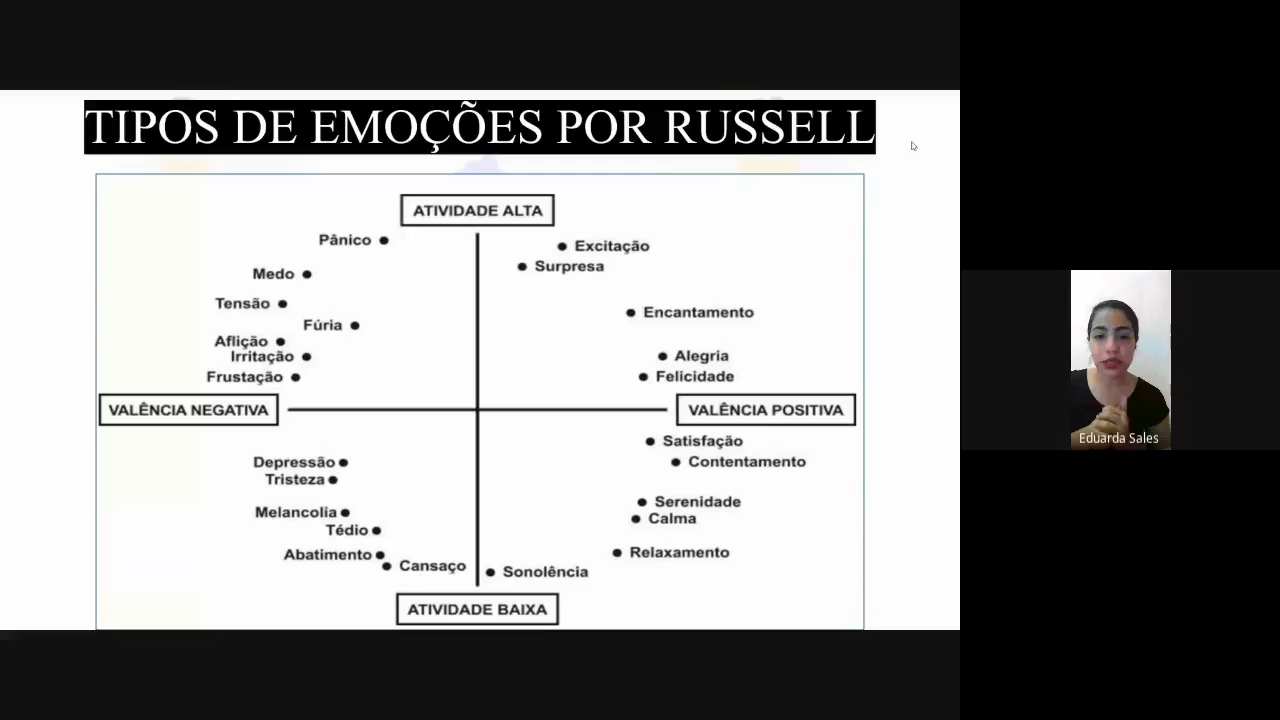 TIPOS DE EMOÇÕES POR RUSSELL
ATIVIDADE ALTA
Pânico
Excitação
Surpresa
Medo
Tensão
Encantamento
Fúria
Aflição
Irritação
Alegria
Frustação
Felicidade
VALÊNCIA NEGATIVA
VALÊNCIA POSITIVA
Satisfação
Depressão
Contentamento
Tristeza
Serenidade
Melancolia
Calma
Tédio
Relaxamento
Abatimento
Cansaço
Sonolência
ATIVIDADE BAIXA
Eduarda Sales